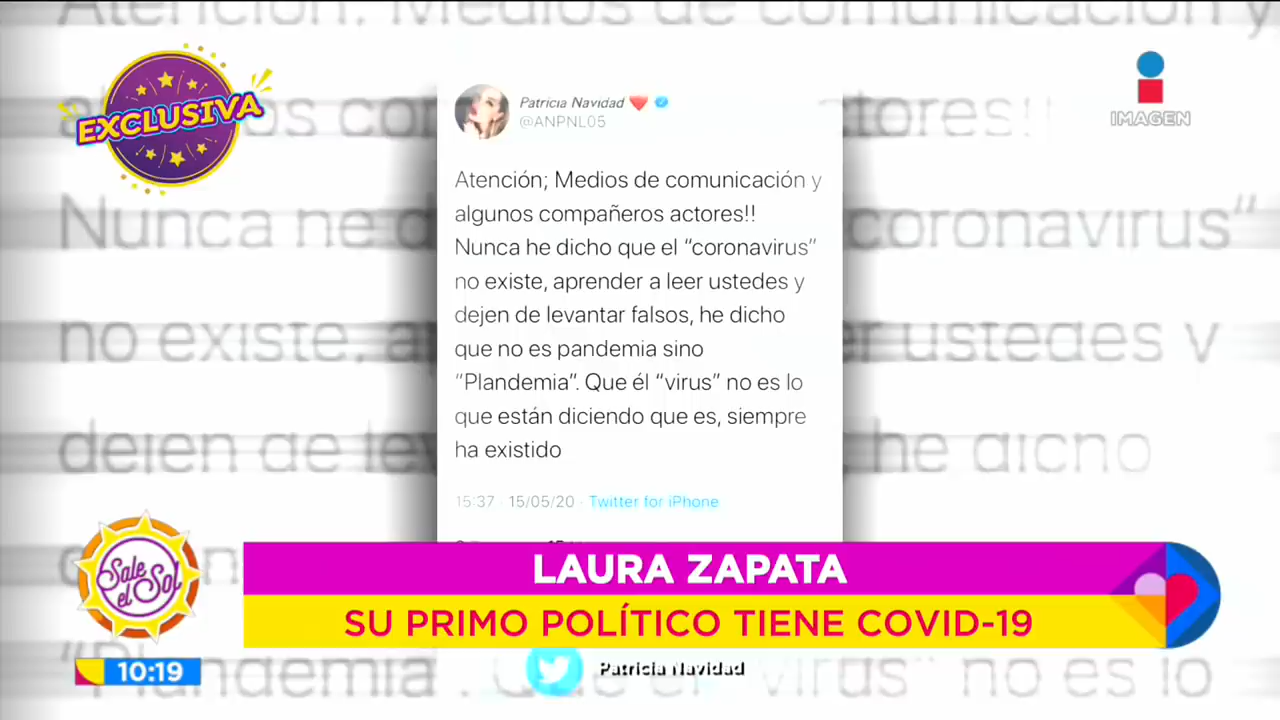 EXCLUSIVA
IMAGEN
Patricia Navidad
@ANPNL05
Atención; Medios de comunicación y
algunos compañeros actores!!
Nunca he dicho que el “coronavirus”
no existe, aprender a leer ustedes y
dejen de levantar falsos, he dicho
que no es pandemia sino
“Plandemia”. Que él “virus” no es lo
que están diciendo que es, siempre
ha existido
15:37 · 15/05/20 · Twitter for iPhone
Sale el Sol
LAURA ZAPATA
SU PRIMO POLÍTICO TIENE COVID-19
10:19
Patricia Navidad